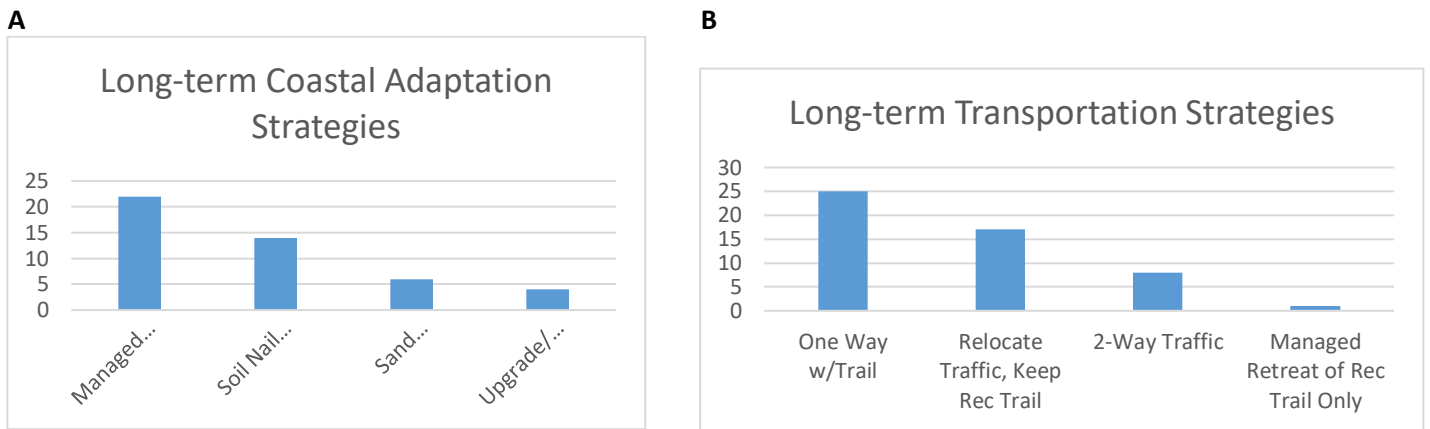 A
Long-term Coastal Adaptation
Strategies
25
20
15
10
5
0
Managed...
Soil Nail...
Sand...
Upgrade/...
B
Long-term Transportation Strategies
30
25
20
15
10
5
0
One Way
w/Trail
Relocate
Traffic, Keep
Rec Trail
2-Way Traffic
Managed
Retreat of Rec
Trail Only